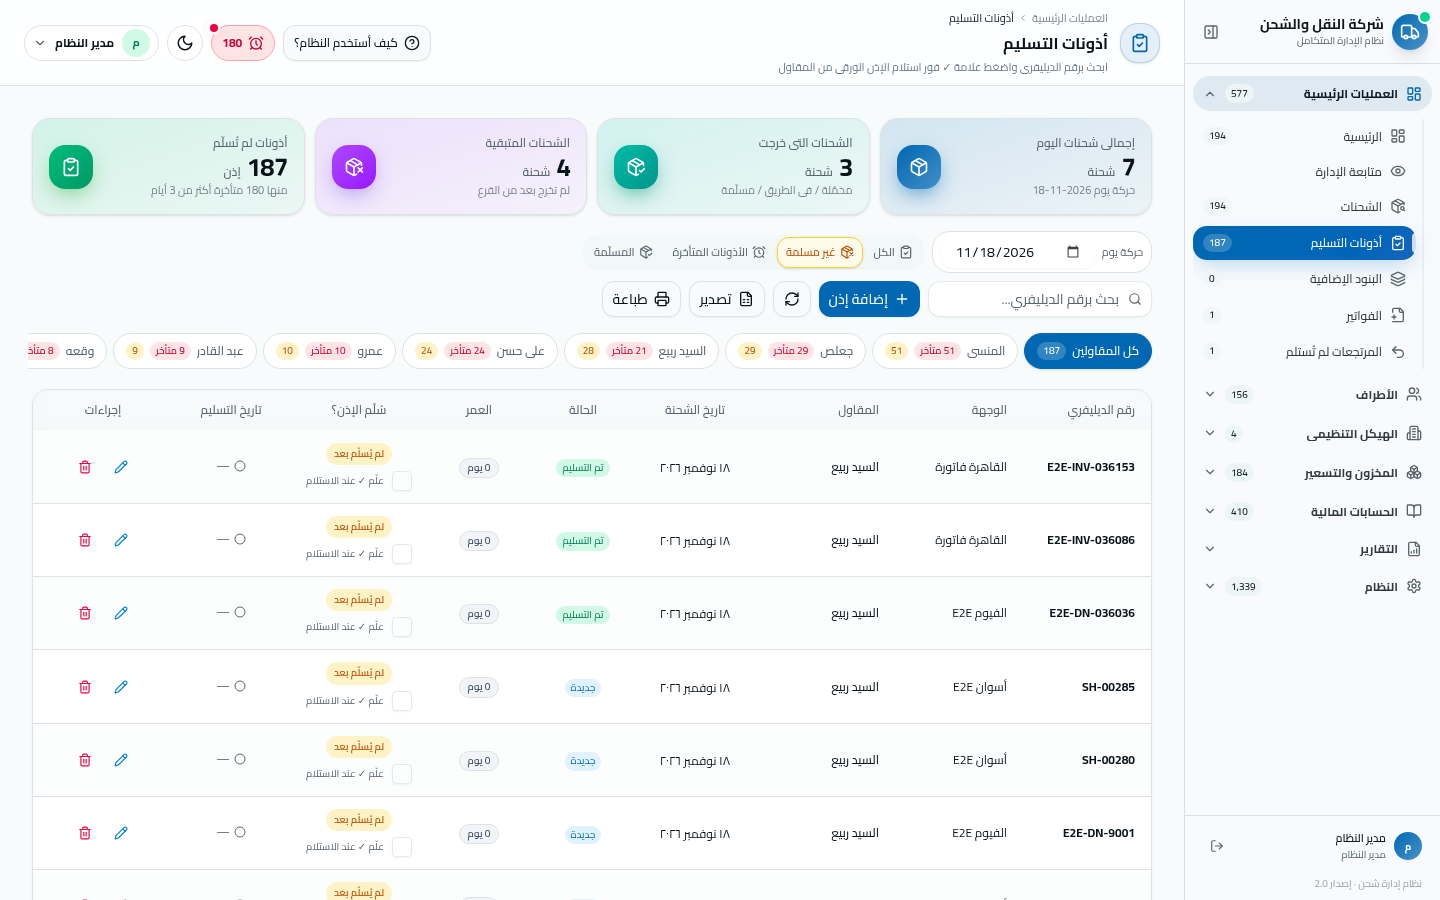 شركة النقل والشحن
نظام الإدارة المتكامل
العمليات الرئيسية 577
الرئيسية 194
متابعة الإدارة
الشحنات 194
أذونات التسليم 187
البنود الإضافية 0
الفواتير 1
المرتجعات لم تُستلم 1
الأطراف 156
الهيكل التنظيمى 4
المخزون والتسعير 184
الحسابات المالية 410
التقارير
النظام 1,339
م
مدير النظام
مدير النظام
نظام إدارة شحن · إصدار 2.0
العمليات الرئيسية › أذونات التسليم
أذونات التسليم
ابحث برقم الديليفرى واضغط علامة ✓ فور استلام الإذن الورقى من المقاول
كيف أستخدم النظام؟
180
م مدير النظام
إجمالى شحنات اليوم
7 شحنة
حركة يوم 2026-11-18
الشحنات التى خرجت
3 شحنة
محمّلة / فى الطريق / مسلّمة
الشحنات المتبقية
4 شحنة
لم تخرج بعد من الفرع
أذونات لم تُسلَّم
187 إذن
منها 180 متأخرة أكثر من 3 أيام
حركة يوم 11/18/2026
الكل
غير مسلمة
الأذونات المتأخرة
المسلّمة
بحث برقم الديليفري...
إضافة إذن
تصدير
طباعة
كل المقاولين 187
المنسى 51 متأخر 51
جعلص 29 متأخر 29
السيد ربيع 21 متأخر 28
على حسن 24 متأخر 24
عمرو 10 متأخر 10
عبد القادر 9 متأخر 9
وقعه 8 متأخر
رقم الديليفري الوجهة المقاول تاريخ الشحنة الحالة العمر سُلّم الإذن؟ تاريخ التسليم إجراءات
لم يُسلَّم بعد
E2E-INV-036153 القاهرة فاتورة السيد ربيع ١٨ نوفمبر ٢٠٢٦ تم التسليم 0 يوم —
علّم ✓ عند الاستلام
لم يُسلَّم بعد
E2E-INV-036086 القاهرة فاتورة السيد ربيع ١٨ نوفمبر ٢٠٢٦ تم التسليم 0 يوم —
علّم ✓ عند الاستلام
لم يُسلَّم بعد
E2E-DN-036036 الفيوم E2E السيد ربيع ١٨ نوفمبر ٢٠٢٦ تم التسليم 0 يوم —
علّم ✓ عند الاستلام
لم يُسلَّم بعد
SH-00285 أسوان E2E السيد ربيع ١٨ نوفمبر ٢٠٢٦ جديدة 0 يوم —
علّم ✓ عند الاستلام
لم يُسلَّم بعد
SH-00280 أسوان E2E السيد ربيع ١٨ نوفمبر ٢٠٢٦ جديدة 0 يوم —
علّم ✓ عند الاستلام
لم يُسلَّم بعد
E2E-DN-9001 الفيوم E2E السيد ربيع ١٨ نوفمبر ٢٠٢٦ جديدة 0 يوم —
علّم ✓ عند الاستلام
لم يُسلَّم بعد